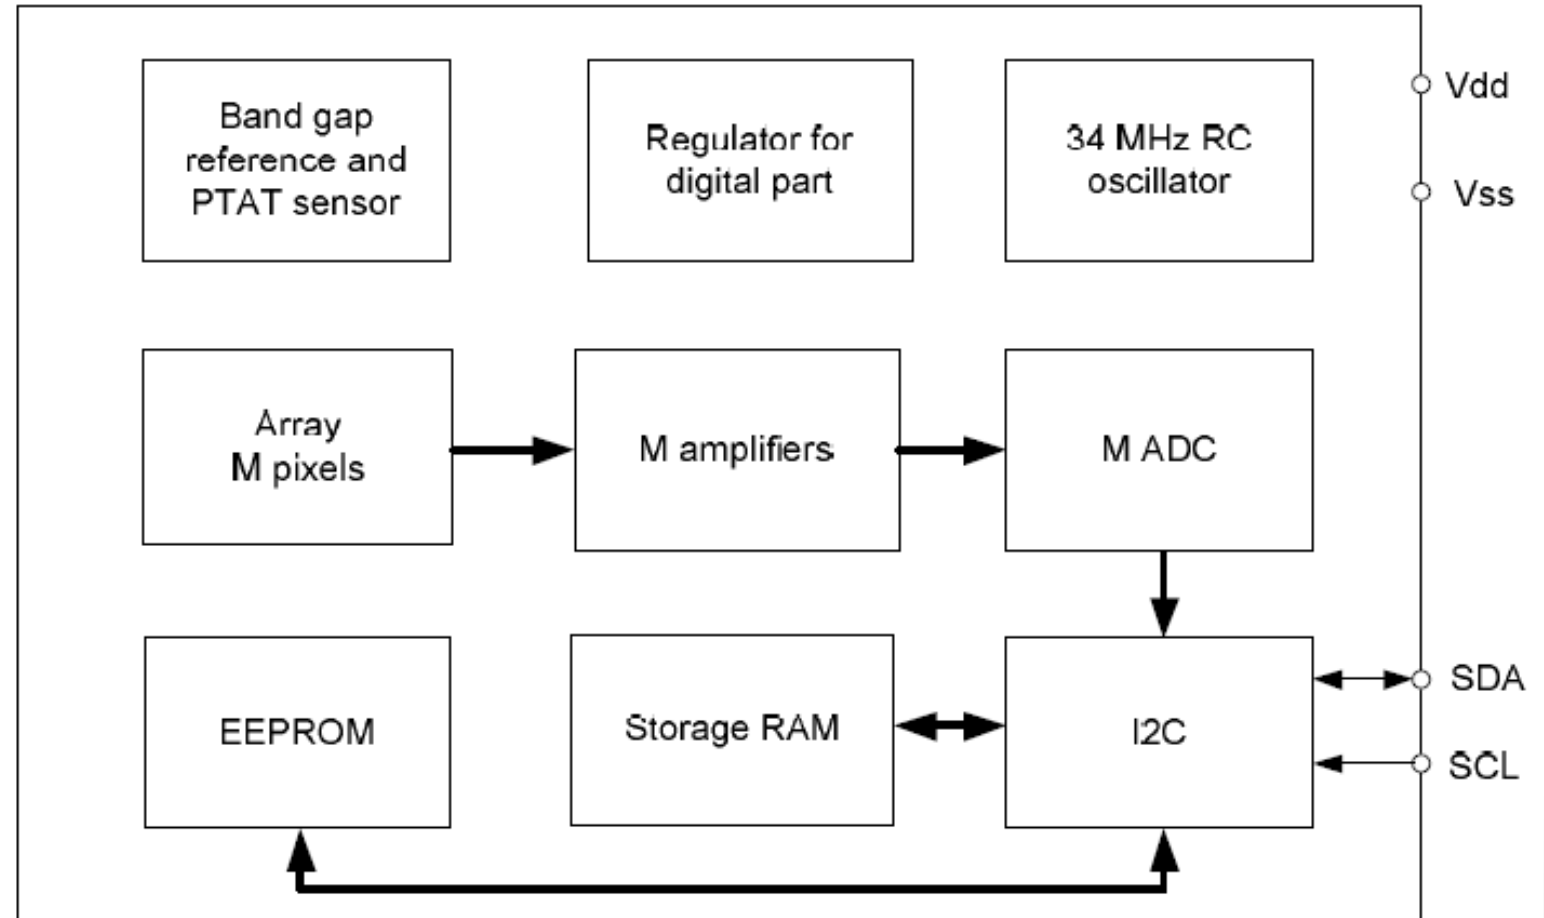 Band gap
reference and
PTAT sensor
Regulator for
digital part
34 MHz RC
oscillator
Vdd
Vss
Array
M pixels
M amplifiers
M ADC
EEPROM
Storage RAM
I2C
SDA
SCL